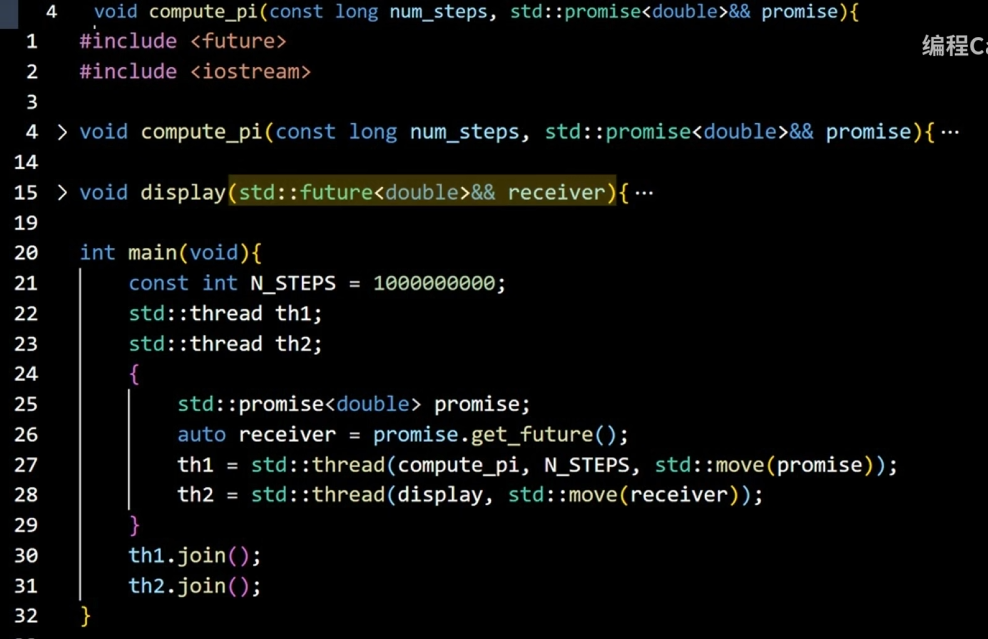 4 void compute_pi(const long num_steps, std::promise<double>&& promise){
1 #include <future>
编程Ca
2 #include <iostream>
3
4 > void compute_pi(const long num_steps, std::promise<double>&& promise){ ···
14
15 > void display(std::future<double>&& receiver){ ···
19
20 int main(void){
21 const int N_STEPS = 1000000000;
22 std::thread th1;
23 std::thread th2;
24 {
25 std::promise<double> promise;
26 auto receiver = promise.get_future();
27 th1 = std::thread(compute_pi, N_STEPS, std::move(promise));
28 th2 = std::thread(display, std::move(receiver));
29 }
30 th1.join();
31 th2.join();
32 }